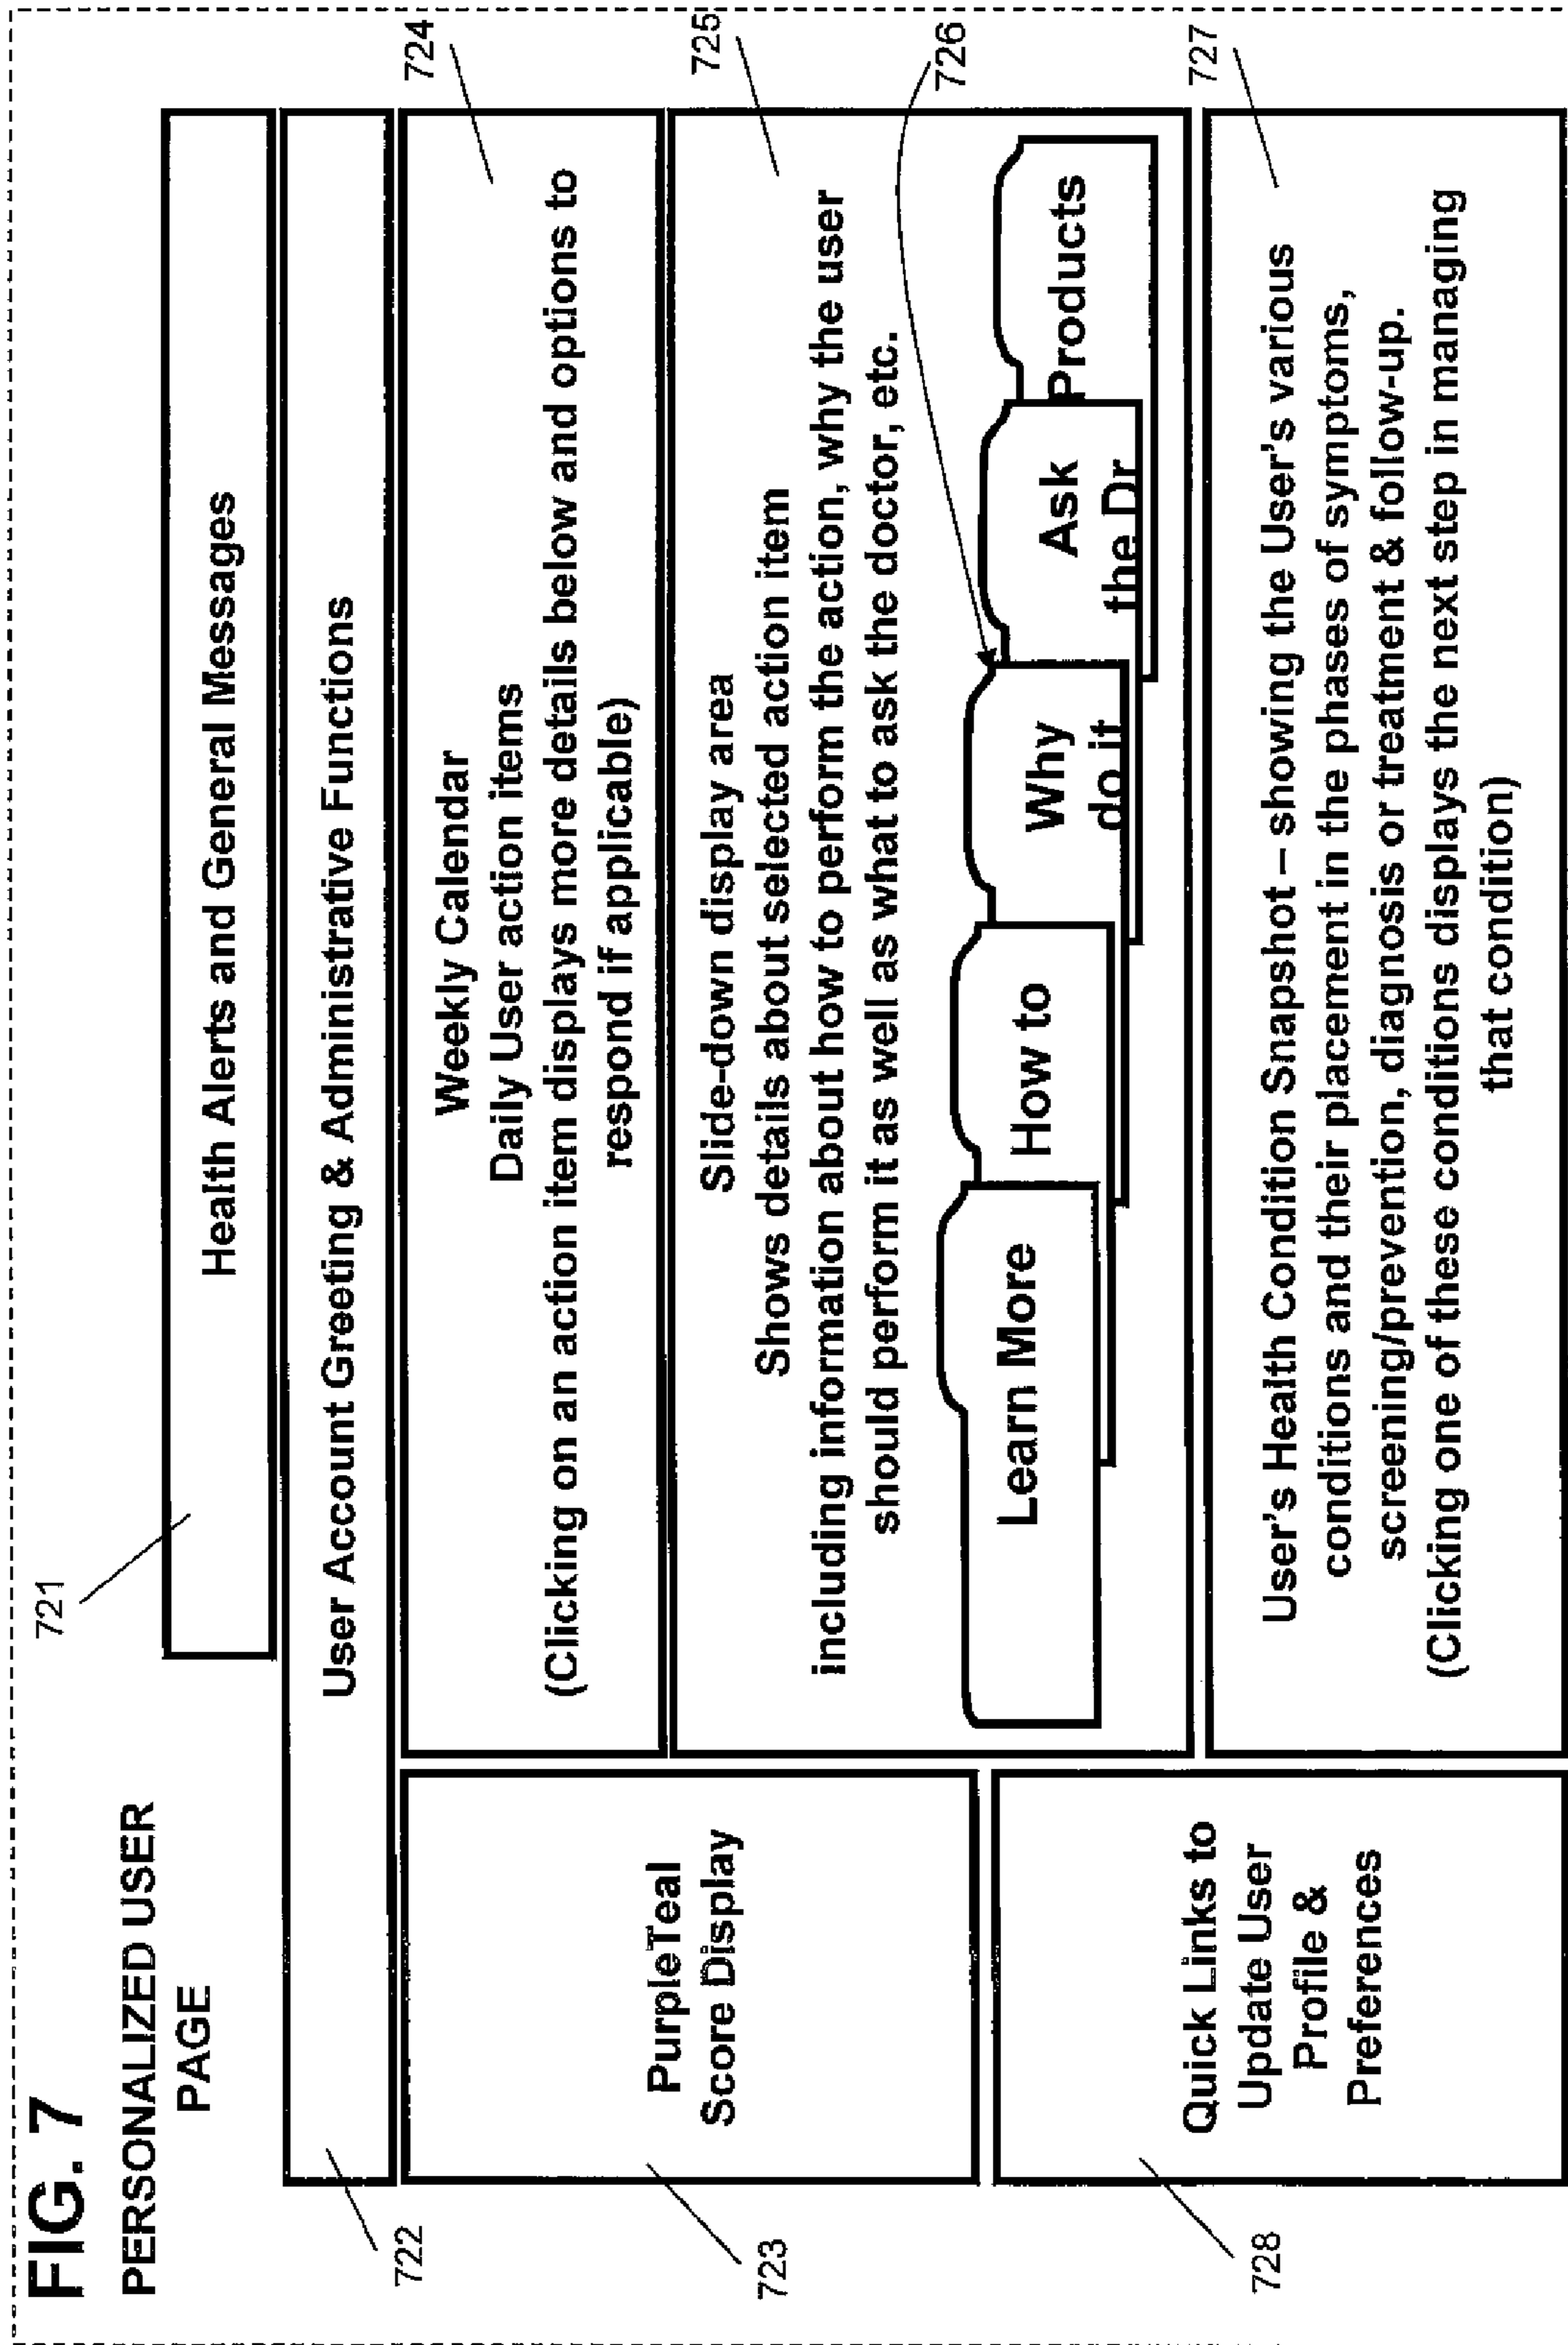 FIG. 7
PERSONALIZED USER
PAGE
721
Health Alerts and General Messages
722
User Account Greeting & Administrative Functions
723
PurpleTeal
Score Display
724
Weekly Calendar
Daily User action items
(Clicking on an action item displays more details below and options to
respond if applicable)
725
Slide-down display area
Shows details about selected action item
including information about how to perform the action, why the user
should perform it as well as what to ask the doctor, etc.
726
Learn More
How to
Why
do it
Ask
the Dr
Products
728
Quick Links to
Update User
Profile &
Preferences
727
User's Health Condition Snapshot – showing the User's various
conditions and their placement in the phases of symptoms,
screening/prevention, diagnosis or treatment & follow-up.
(Clicking one of these conditions displays the next step in managing
that condition)